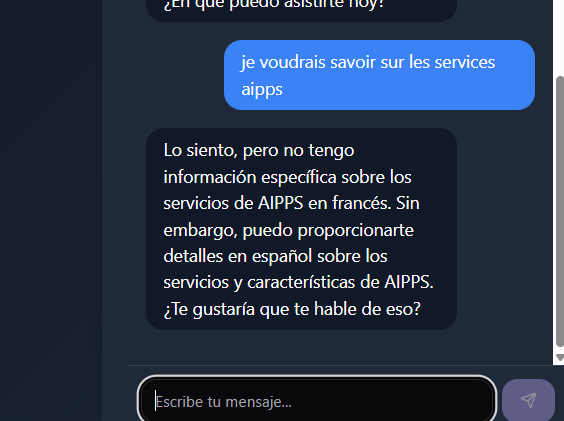 ¿En qué puedo asistirte hoy?
je voudrais savoir sur les services
aipps
Lo siento, pero no tengo
información específica sobre los
servicios de AIPPS en francés. Sin
embargo, puedo proporcionarte
detalles en español sobre los
servicios y características de AIPPS.
¿Te gustaría que te hable de eso?
Escribe tu mensaje...